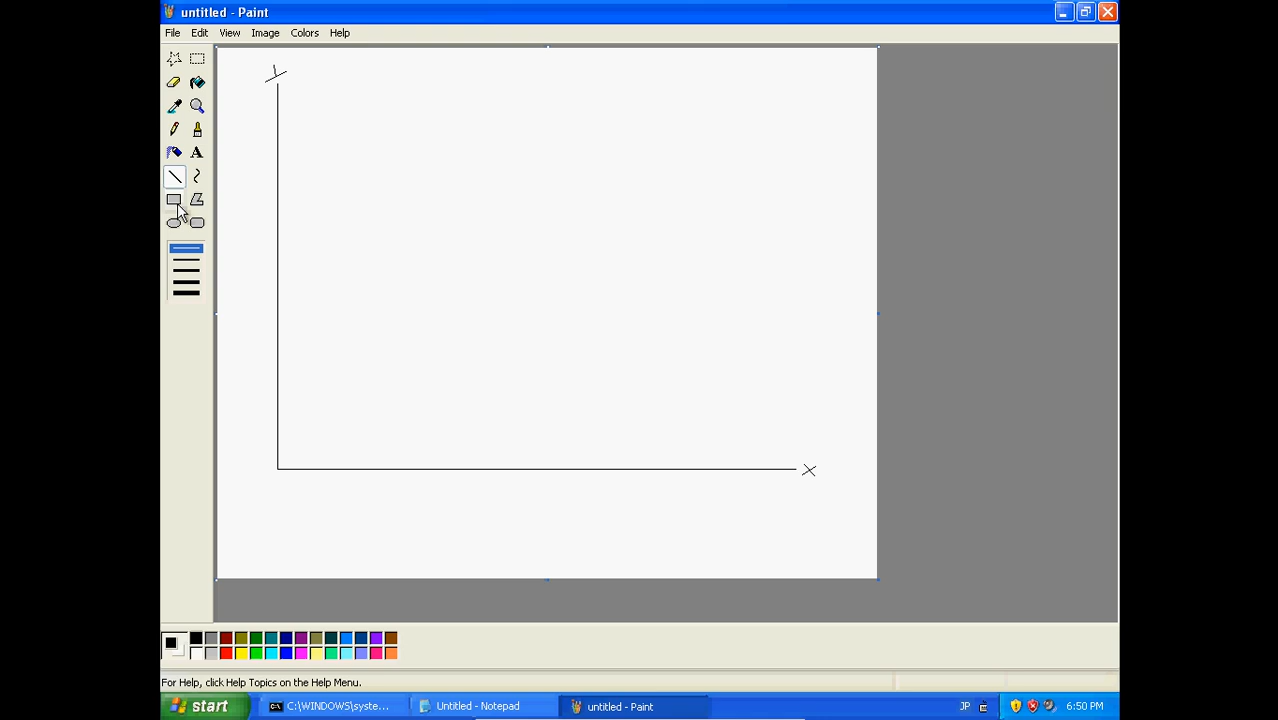 untitled - Paint
File Edit View Image Colors Help
A
Y
X
For Help, click Help Topics on the Help Menu.
start C:\WINDOWS\syste... Untitled - Notepad untitled - Paint JP 6:50 PM